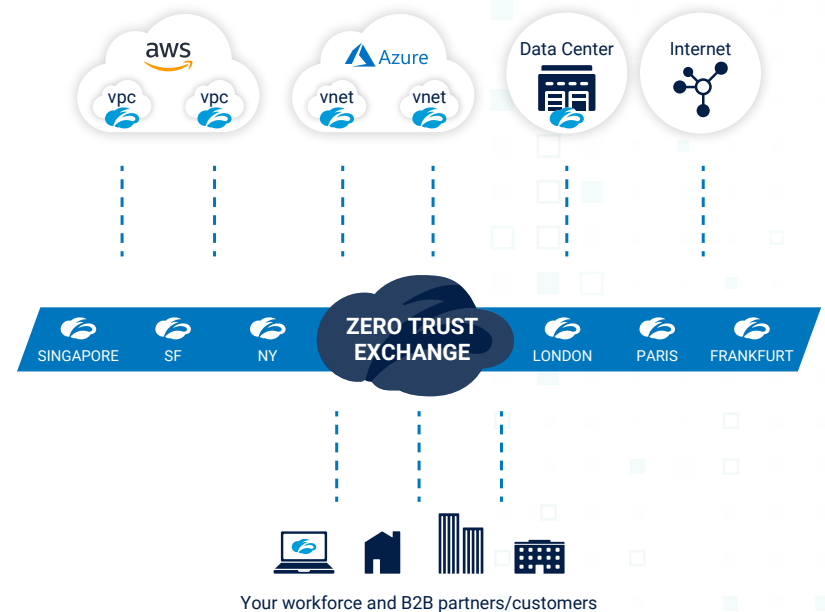 aws
Azure
Data Center
Internet
vpc
vpc
vnet
vnet
ZERO TRUST
EXCHANGE
SINGAPORE
SF
NY
LONDON
PARIS
FRANKFURT
Your workforce and B2B partners/customers